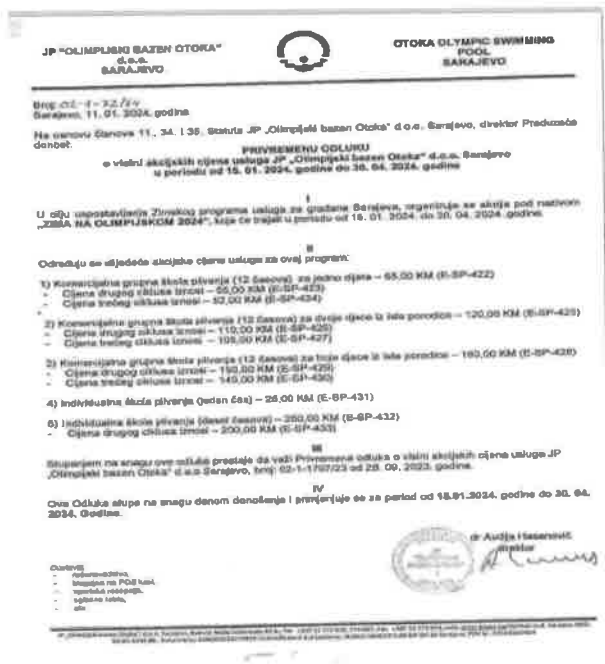 JP "OLIMPIJSKI BAZEN OTOKA"
d.o.o.
SARAJEVO
OTOKA OLYMPIC SWIMMING
POOL
SARAJEVO
Broj:
Sarajevo, 11. 01. 2024. godine
Na osnovu članova 11., 34. i 35. Statuta JP „Olimpijski bazen Otoka" d.o.o. Sarajevo, direktor Preduzeća
donosi:
PRIVREMENU ODLUKU
o visini akcijskih cijena usluga JP „Olimpijski bazen Otoka" d.o.o. Sarajevo
u periodu od 15. 01. 2024. do 30. 04. 2024. godine
I
U cilju uspostavljanja Zimskog programa usluga za građane Sarajeva, organizuje se akcija pod nazivom
„ZIMA NA OLIMPIJSKOM 2024", koja će trajati u periodu od 15. 01. 2024. do 30. 04. 2024. godine.
II
Određuju se sljedeće akcijske cijene usluga za ovaj program:
1) Komercijalna grupna škola plivanja (12 časova) za jedno dijete – 65,00 KM (E-SP-422)
- Cijena drugog ciklusa iznosi – 55,00 KM (E-SP-423)
- Cijena trećeg ciklusa iznosi – 52,00 KM (E-SP-424)
2) Komercijalna grupna škola plivanja (12 časova) za dvoje djece iz iste porodice – 120,00 KM (E-SP-425)
- Cijena drugog ciklusa iznosi – 110,00 KM (E-SP-426)
- Cijena trećeg ciklusa iznosi – 105,00 KM (E-SP-427)
3) Komercijalna grupna škola plivanja (12 časova) za troje djece iz iste porodice – 160,00 KM (E-SP-428)
- Cijena drugog ciklusa iznosi – 150,00 KM (E-SP-429)
- Cijena trećeg ciklusa iznosi – 140,00 KM (E-SP-430)
4) Individualna škola plivanja (jedan čas) – 25,00 KM (E-SP-431)
5) Individualna škola plivanja (deset časova) – 250,00 KM (E-SP-432)
- Cijena drugog ciklusa iznosi – 200,00 KM (E-SP-433)
III
Stupanjem na snagu ove odluke prestaje da važi Privremena odluka o visini akcijskih cijena usluga JP
„Olimpijski bazen Otoka" d.o.o Sarajevo, broj: 02-1-1707/23 od 28. 09. 2023. godine.
IV
Ova Odluka stupa na snagu danom donošenja i primjenjuje se za period od 15.01.2024. godine do 30. 04.
2024. Godine.
dr Audija Hasanović
direktor
Dostaviti
- računovodstvu,
- blagajna na POS kasi,
- sportska recepcija,
- oglasna tabla,
- a/a